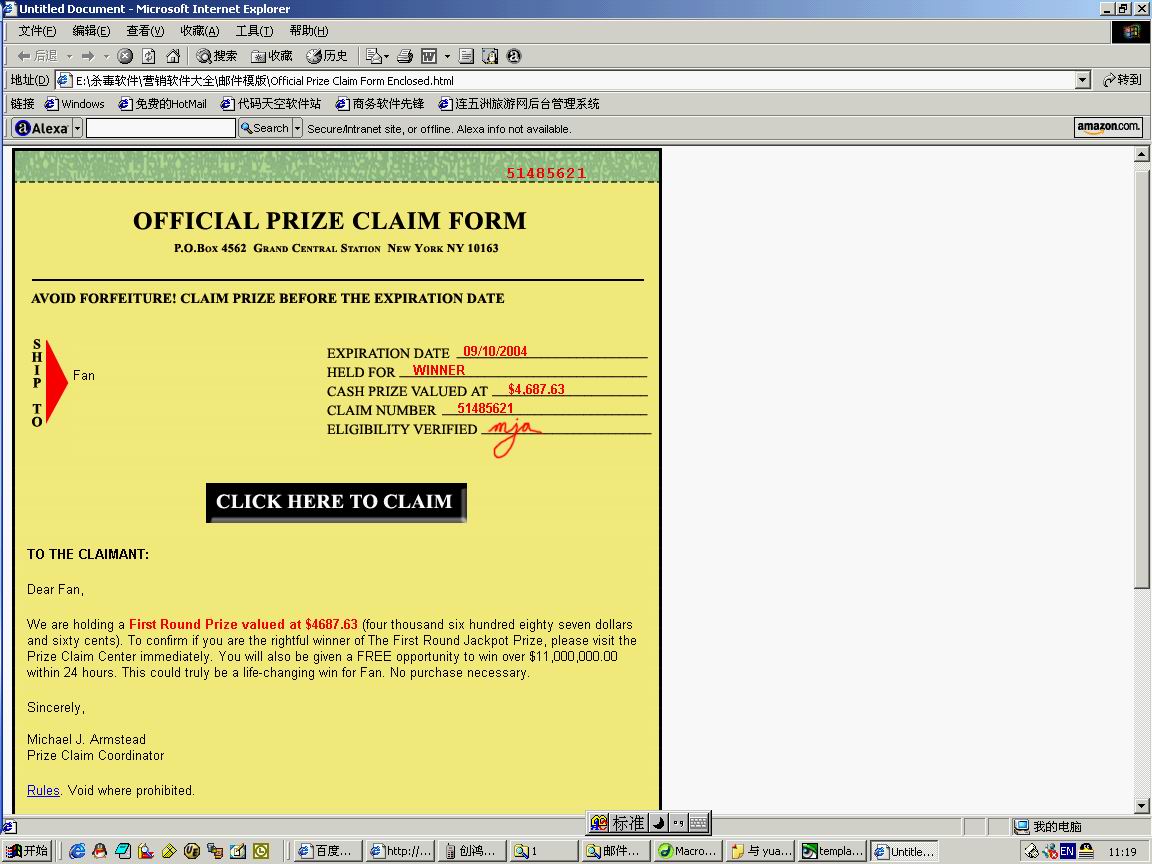 Untitled Document - Microsoft Internet Explorer
文件(F) 编辑(E) 查看(V) 收藏(A) 工具(T) 帮助(H)
后退 搜索 收藏 历史
地址(D) E:\杀毒软件\营销软件大全\邮件模版\Official Prize Claim Form Enclosed.html 转到
链接 Windows 免费的HotMail 代码天空软件站 商务软件先锋 连五洲旅游网后台管理系统
Alexa Search Secure/Intranet site, or offline. Alexa info not available. amazon.com.
51485621
OFFICIAL PRIZE CLAIM FORM
P.O.Box 4562 Grand Central Station New York NY 10163
AVOID FORFEITURE! CLAIM PRIZE BEFORE THE EXPIRATION DATE
SHIP TO
Fan
EXPIRATION DATE 09/10/2004
HELD FOR WINNER
CASH PRIZE VALUED AT $4,687.63
CLAIM NUMBER 51485621
ELIGIBILITY VERIFIED mja
CLICK HERE TO CLAIM
TO THE CLAIMANT:
Dear Fan,
We are holding a First Round Prize valued at $4687.63 (four thousand six hundred eighty seven dollars
and sixty cents). To confirm if you are the rightful winner of The First Round Jackpot Prize, please visit the
Prize Claim Center immediately. You will also be given a FREE opportunity to win over $11,000,000.00
within 24 hours. This could truly be a life-changing win for Fan. No purchase necessary.
Sincerely,
Michael J. Armstead
Prize Claim Coordinator
Rules. Void where prohibited.
标准
我的电脑
开始 百度... http://... 创鸿... 1 邮件... Macro... 与 yua... templa... Untitle... EN 11:19